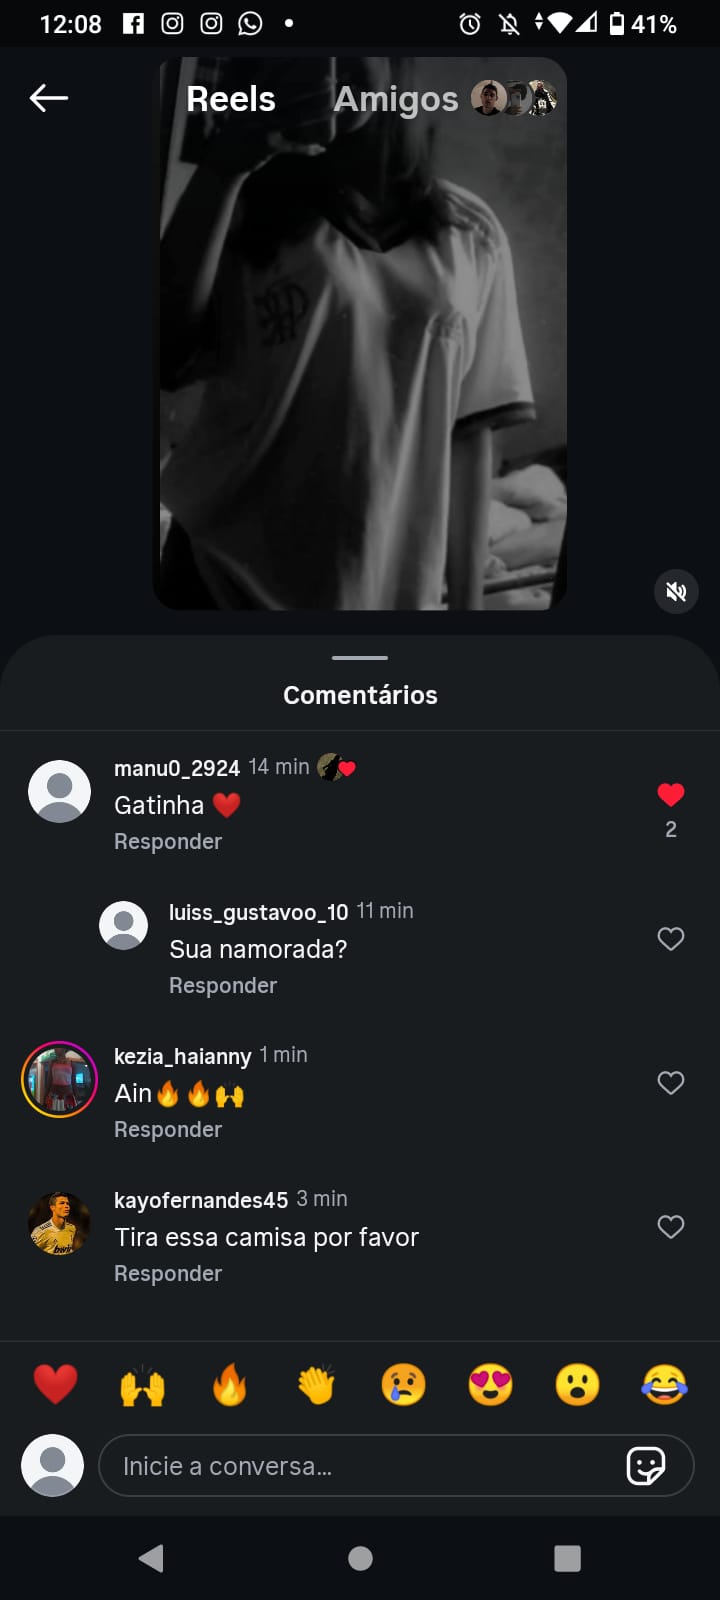 12:08
41%
Reels Amigos
Comentários
manu0_2924 14 min
Gatinha ❤️
Responder
2
luiss_gustavoo_10 11 min
Sua namorada?
Responder
kezia_haianny 1 min
Ain🔥🔥🙌
Responder
kayofernandes45 3 min
Tira essa camisa por favor
Responder
Inicie a conversa...